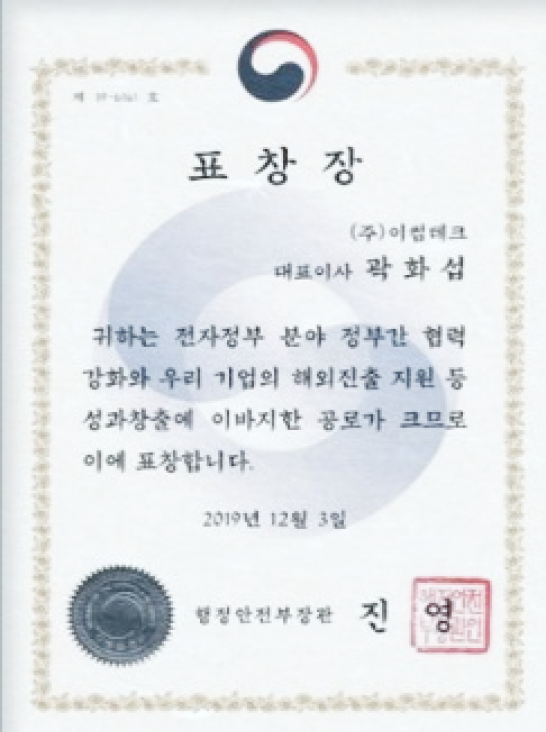 제 호
표 창 장
(주)이럼테크
대표이사 곽 화 섭
귀하는 전자정부 분야 정부간 협력
강화와 우리 기업의 해외진출 지원 등
성과창출에 이바지한 공로가 크므로
이에 표창합니다.
2019년 12월 3일
행정안전부장관 진 영